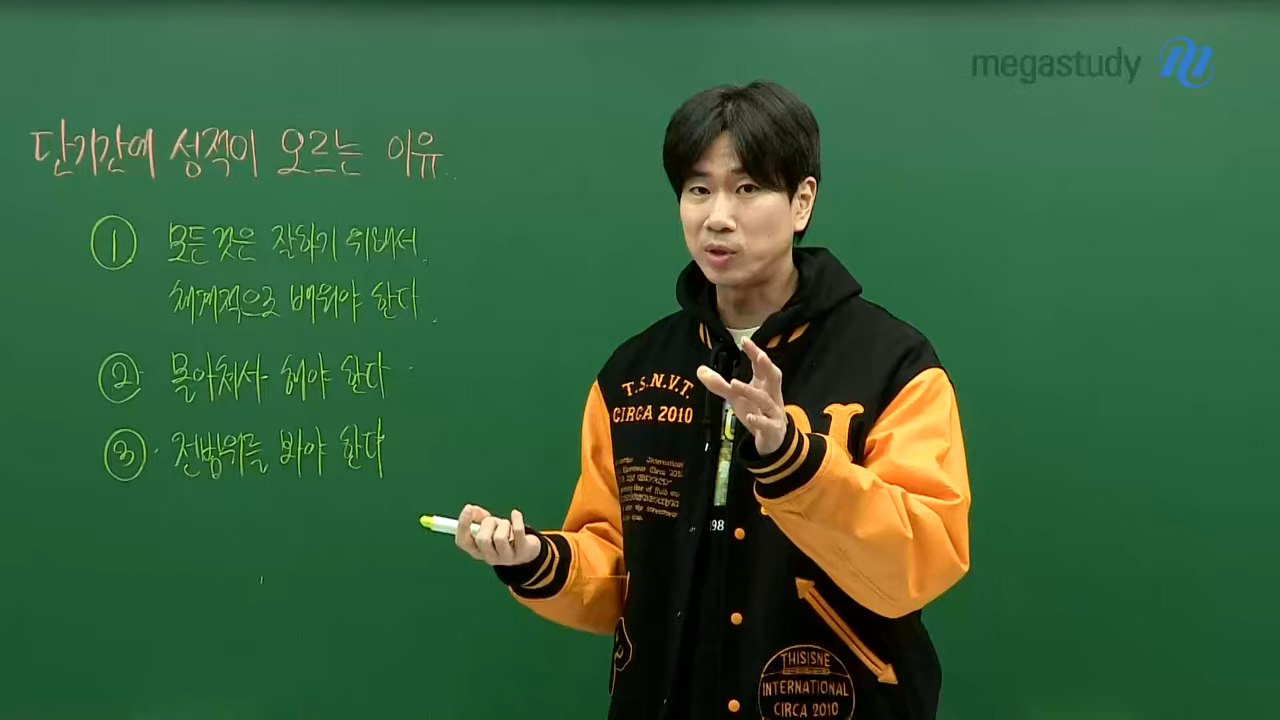 megastudy
단기간에 성적이 오르는 이유
① 모든 것은 잘하기 위해서
체계적으로 배워야 한다
② 몰아쳐서 해야 한다
③ 전범위를 봐야 한다
T.S.N.V.T.
CIRCA 2010
198
THISISNE
INTERNATIONAL
CIRCA 2010